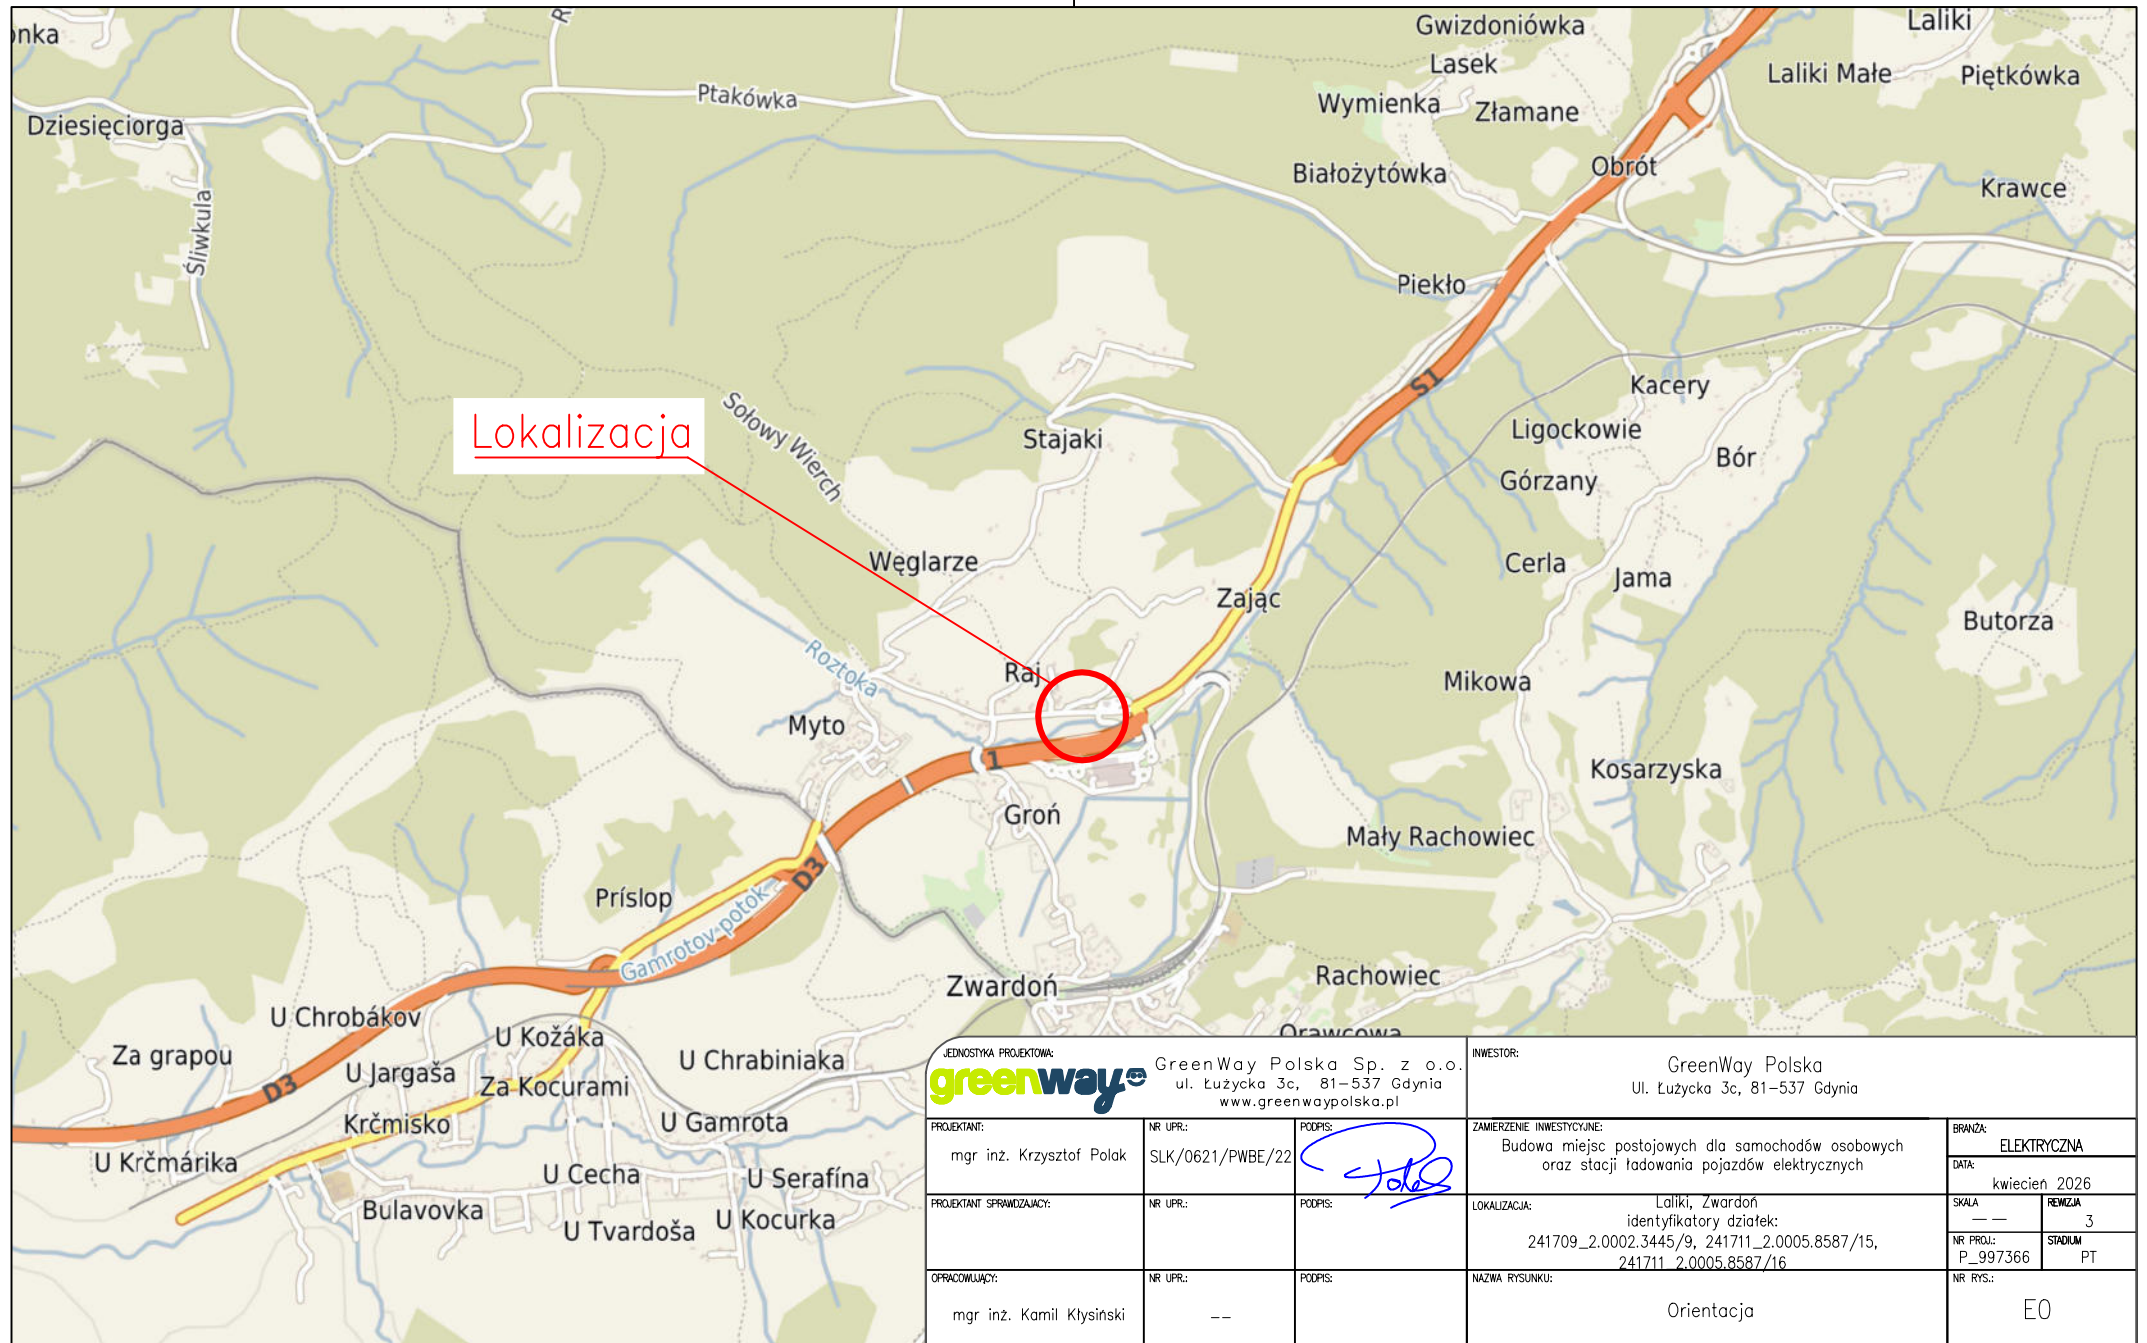 Gwizdoniówka
Laliki
Lasek
Laliki Małe
Piętkówka
Ptakówka
Wymienka
Złamane
Dziesięciorga
Obrót
Białożytówka
Krawce
Śliwkula
Piekło
S1
Kacery
Lokalizacja
Sołowy Wierch
Stajaki
Ligockowie
Bór
Górzany
Węglarze
Cerla
Jama
Zając
Butorza
Roztoka
Raj
Mikowa
Myto
1
Kosarzyska
Groń
Mały Rachowiec
D3
Príslop
Gamrotov potok
Zwardoń
Rachowiec
U Chrobákov
Orawcowa
U Kožáka
Za grapou
U Chrabiniaka
U Jargaša
D3
Za Kocurami
Krčmisko
U Gamrota
U Krčmárika
U Cecha
U Serafína
Bulavovka
U Tvardoša
U Kocurka
JEDNOSTYKA PROJEKTOWA:
greenway
GreenWay Polska Sp. z o.o.
ul. Łużycka 3c, 81-537 Gdynia
www.greenwaypolska.pl
INWESTOR:
GreenWay Polska
Ul. Łużycka 3c, 81-537 Gdynia
PROJEKTANT:
mgr inż. Krzysztof Polak
NR UPR.:
SLK/0621/PWBE/22
PODPIS:
ZAMIERZENIE INWESTYCYJNE:
Budowa miejsc postojowych dla samochodów osobowych
oraz stacji ładowania pojazdów elektrycznych
BRANŻA:
ELEKTRYCZNA
DATA:
kwiecień 2026
PROJEKTANT SPRAWDZAJĄCY:
NR UPR.:
PODPIS:
LOKALIZACJA:
Laliki, Zwardoń
identyfikatory działek:
241709_2.0002.3445/9, 241711_2.0005.8587/15,
241711_2.0005.8587/16
SKALA
--
REWIZJA
3
NR PROJ.:
P_997366
STADIUM
PT
OPRACOWUJĄCY:
mgr inż. Kamil Kłysiński
NR UPR.:
--
PODPIS:
NAZWA RYSUNKU:
Orientacja
NR RYS.:
E0